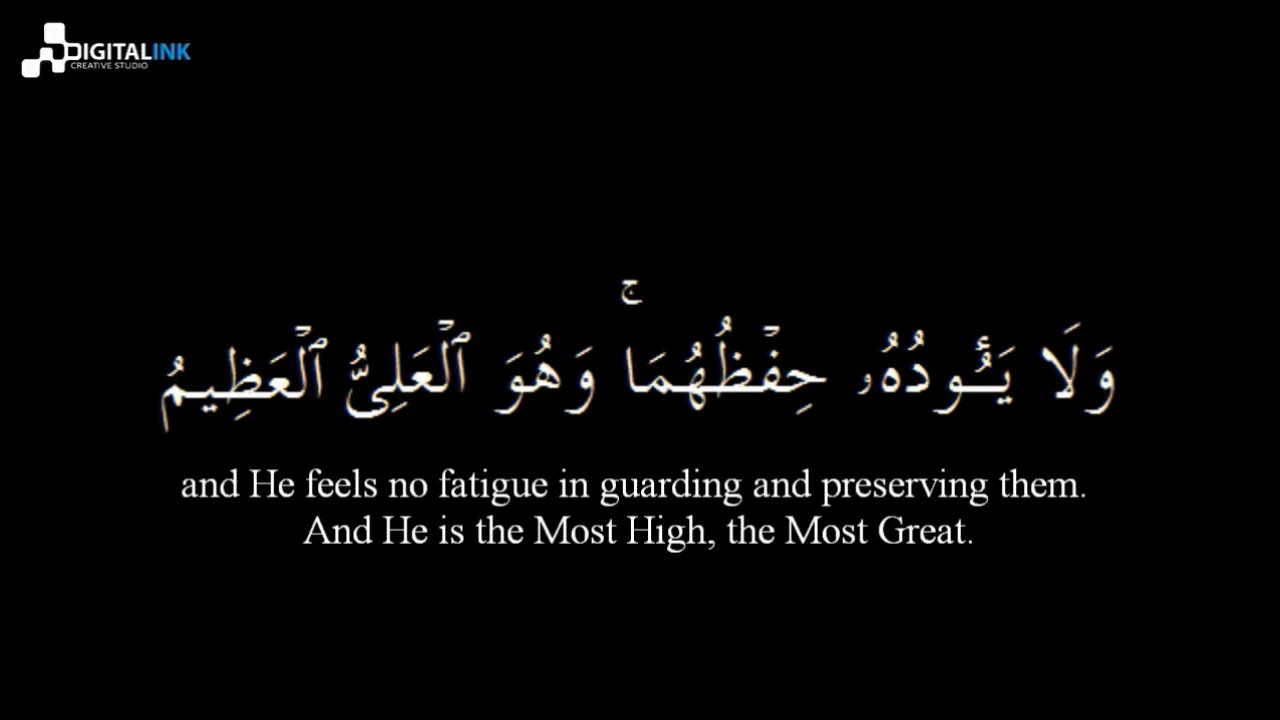 DIGITALINK
CREATIVE STUDIO
وَلَا يَـُٔودُهُۥ حِفْظُهُمَا ۚ وَهُوَ ٱلْعَلِىُّ ٱلْعَظِيمُ
and He feels no fatigue in guarding and preserving them.
And He is the Most High, the Most Great.